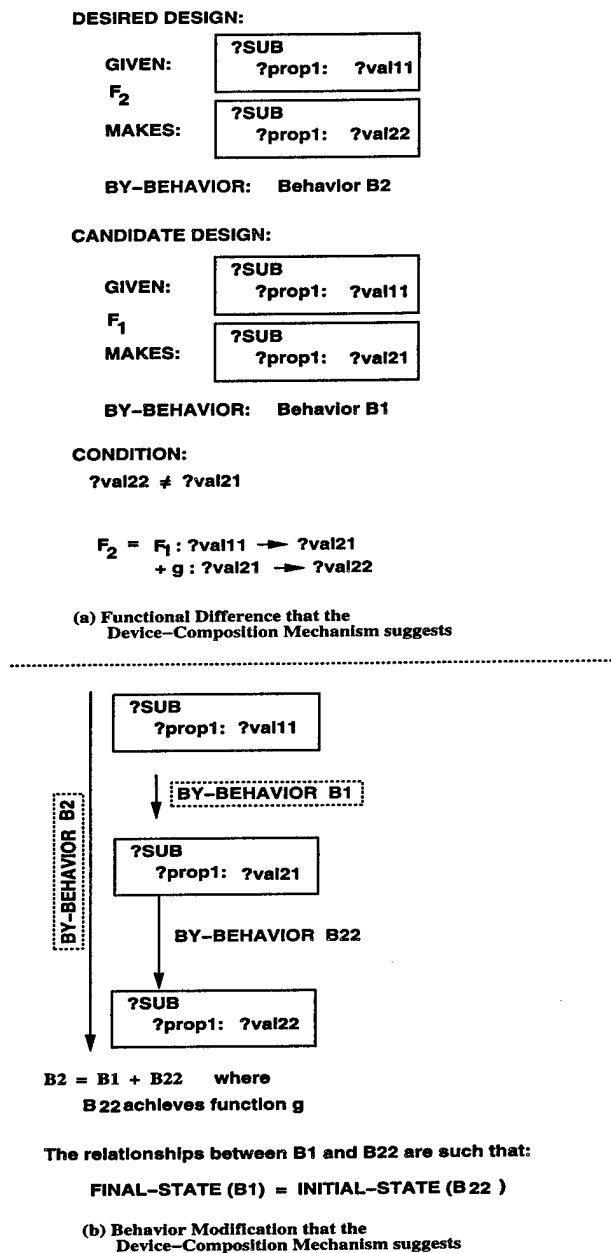 DESIRED DESIGN:
?SUB
GIVEN: ?prop1: ?val11
F2
?SUB
MAKES: ?prop1: ?val22
BY–BEHAVIOR: Behavior B2
CANDIDATE DESIGN:
?SUB
GIVEN: ?prop1: ?val11
F1
?SUB
MAKES: ?prop1: ?val21
BY–BEHAVIOR: Behavior B1
CONDITION:
?val22 ≠ ?val21
F2 = F1 : ?val11 → ?val21
+ g : ?val21 → ?val22
(a) Functional Difference that the
Device–Composition Mechanism suggests
?SUB
?prop1: ?val11
BY–BEHAVIOR B1
BY–BEHAVIOR B2
?SUB
?prop1: ?val21
BY–BEHAVIOR B22
?SUB
?prop1: ?val22
B2 = B1 + B22 where
B22 achieves function g
The relationships between B1 and B22 are such that:
FINAL–STATE (B1) = INITIAL–STATE (B22 )
(b) Behavior Modification that the
Device–Composition Mechanism suggests